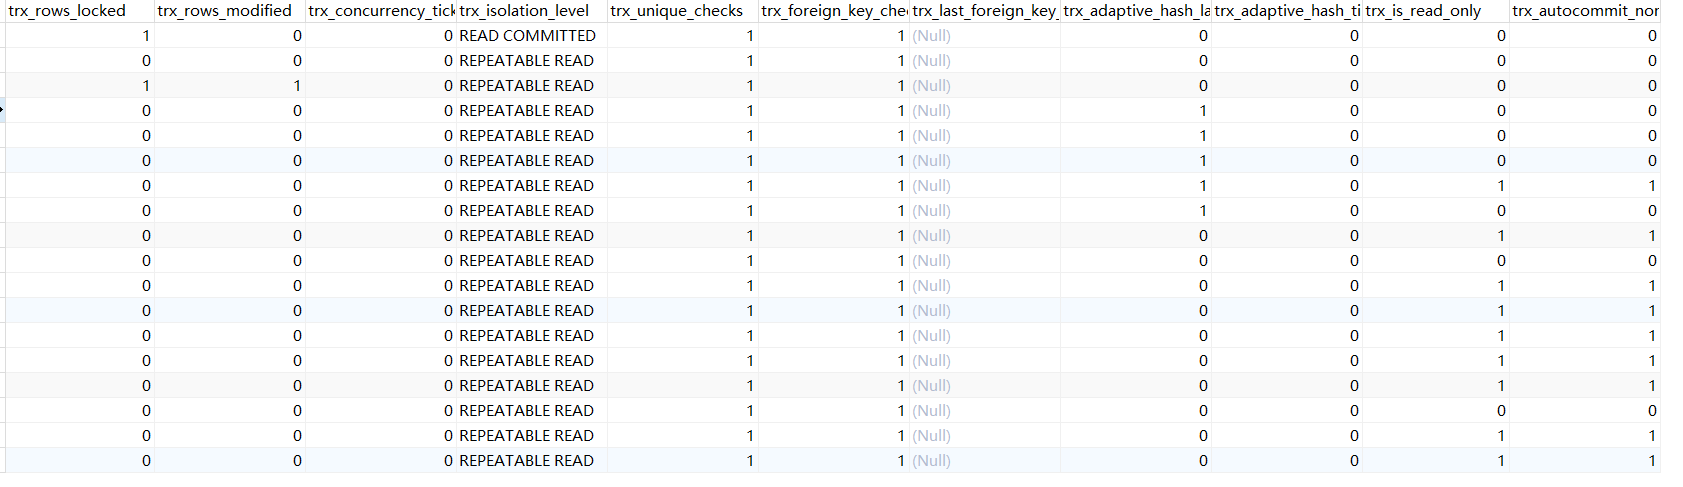 trx_rows_locked trx_rows_modified trx_concurrency_tick trx_isolation_level trx_unique_checks trx_foreign_key_che trx_last_foreign_key_ trx_adaptive_hash_la trx_adaptive_hash_ti trx_is_read_only trx_autocommit_nor
1 0 0 READ COMMITTED 1 1 (Null) 0 0 0 0
0 0 0 REPEATABLE READ 1 1 (Null) 0 0 0 0
1 1 0 REPEATABLE READ 1 1 (Null) 0 0 0 0
0 0 0 REPEATABLE READ 1 1 (Null) 1 0 0 0
0 0 0 REPEATABLE READ 1 1 (Null) 1 0 0 0
0 0 0 REPEATABLE READ 1 1 (Null) 1 0 0 0
0 0 0 REPEATABLE READ 1 1 (Null) 1 0 1 1
0 0 0 REPEATABLE READ 1 1 (Null) 1 0 0 0
0 0 0 REPEATABLE READ 1 1 (Null) 0 0 1 1
0 0 0 REPEATABLE READ 1 1 (Null) 0 0 0 0
0 0 0 REPEATABLE READ 1 1 (Null) 0 0 1 1
0 0 0 REPEATABLE READ 1 1 (Null) 0 0 1 1
0 0 0 REPEATABLE READ 1 1 (Null) 0 0 1 1
0 0 0 REPEATABLE READ 1 1 (Null) 0 0 1 1
0 0 0 REPEATABLE READ 1 1 (Null) 0 0 1 1
0 0 0 REPEATABLE READ 1 1 (Null) 0 0 0 0
0 0 0 REPEATABLE READ 1 1 (Null) 0 0 1 1
0 0 0 REPEATABLE READ 1 1 (Null) 0 0 1 1